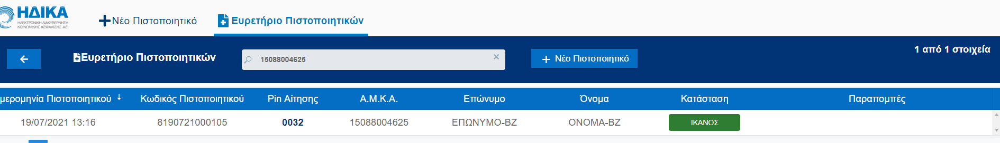 ΗΔΙΚΑ
ΗΛΕΚΤΡΟΝΙΚΗ ΔΙΑΚΥΒΕΡΝΗΣΗ
ΚΟΙΝΩΝΙΚΗΣ ΑΣΦΑΛΙΣΗΣ Α.Ε.
Νέο Πιστοποιητικό
Ευρετήριο Πιστοποιητικών
Ευρετήριο Πιστοποιητικών
15088004625
Νέο Πιστοποιητικό
1 από 1 στοιχεία
μερομηνία Πιστοποιητικού Κωδικός Πιστοποιητικού Pin Αίτησης Α.Μ.Κ.Α. Επώνυμο Όνομα Κατάσταση Παραπομπές
19/07/2021 13:16 8190721000105 0032 15088004625 ΕΠΩΝΥΜΟ-ΒΖ ΟΝΟΜΑ-ΒΖ ΙΚΑΝΟΣ